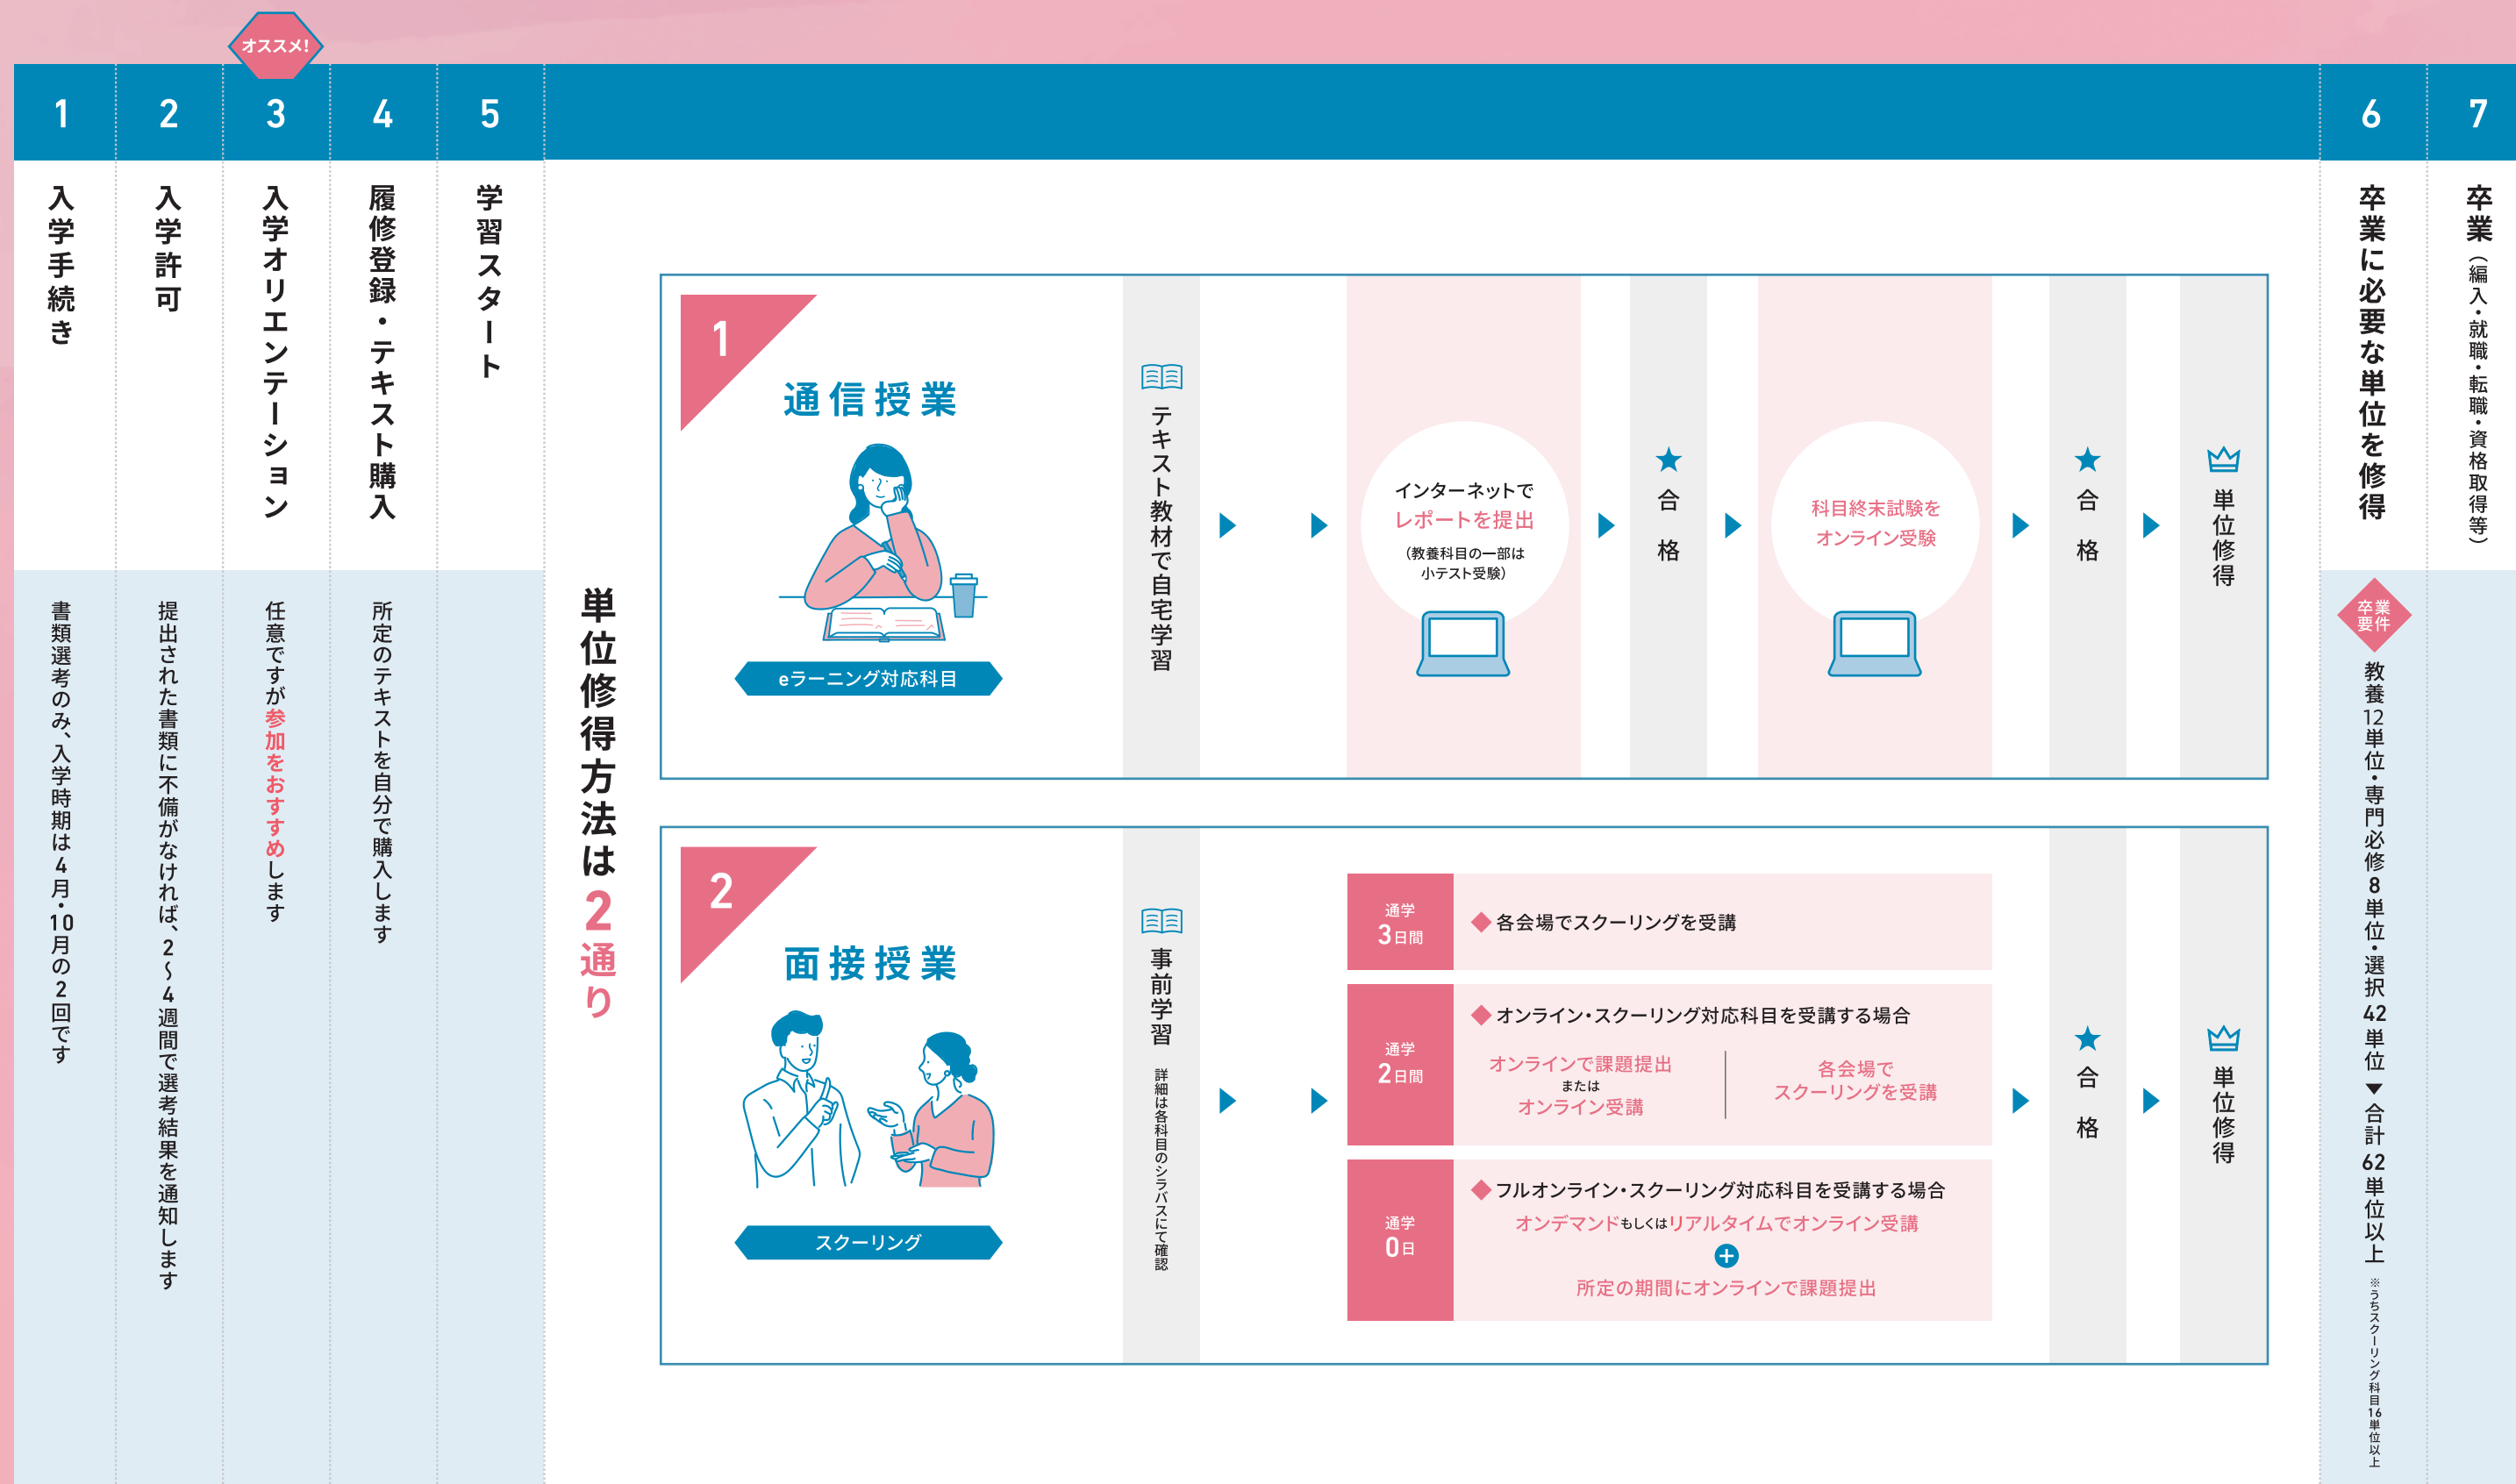 オススメ!
1
入学手続き
書類選考のみ、入学時期は4月・10月の2回です
2
入学許可
提出された書類に不備がなければ、2〜4週間で選考結果を通知します
3
入学オリエンテーション
任意ですが参加をおすすめします
4
履修登録・テキスト購入
所定のテキストを自分で購入します
5
学習スタート
単位修得方法は2通り
1
通信授業
eラーニング対応科目
テキスト教材で自宅学習
インターネットで
レポートを提出
(教養科目の一部は
小テスト受験)
合格
科目終末試験を
オンライン受験
合格
単位修得
2
面接授業
スクーリング
事前学習
詳細は各科目のシラバスにて確認
通学
3日間
各会場でスクーリングを受講
通学
2日間
オンライン・スクーリング対応科目を受講する場合
オンラインで課題提出
または
オンライン受講
各会場で
スクーリングを受講
通学
0日
フルオンライン・スクーリング対応科目を受講する場合
オンデマンドもしくはリアルタイムでオンライン受講
+
所定の期間にオンラインで課題提出
合格
単位修得
6
卒業に必要な単位を修得
卒業
要件
教養12単位・専門必修8単位・選択42単位▼合計62単位以上
※うちスクーリング科目16単位以上
7
卒業(編入・就職・転職・資格取得等)